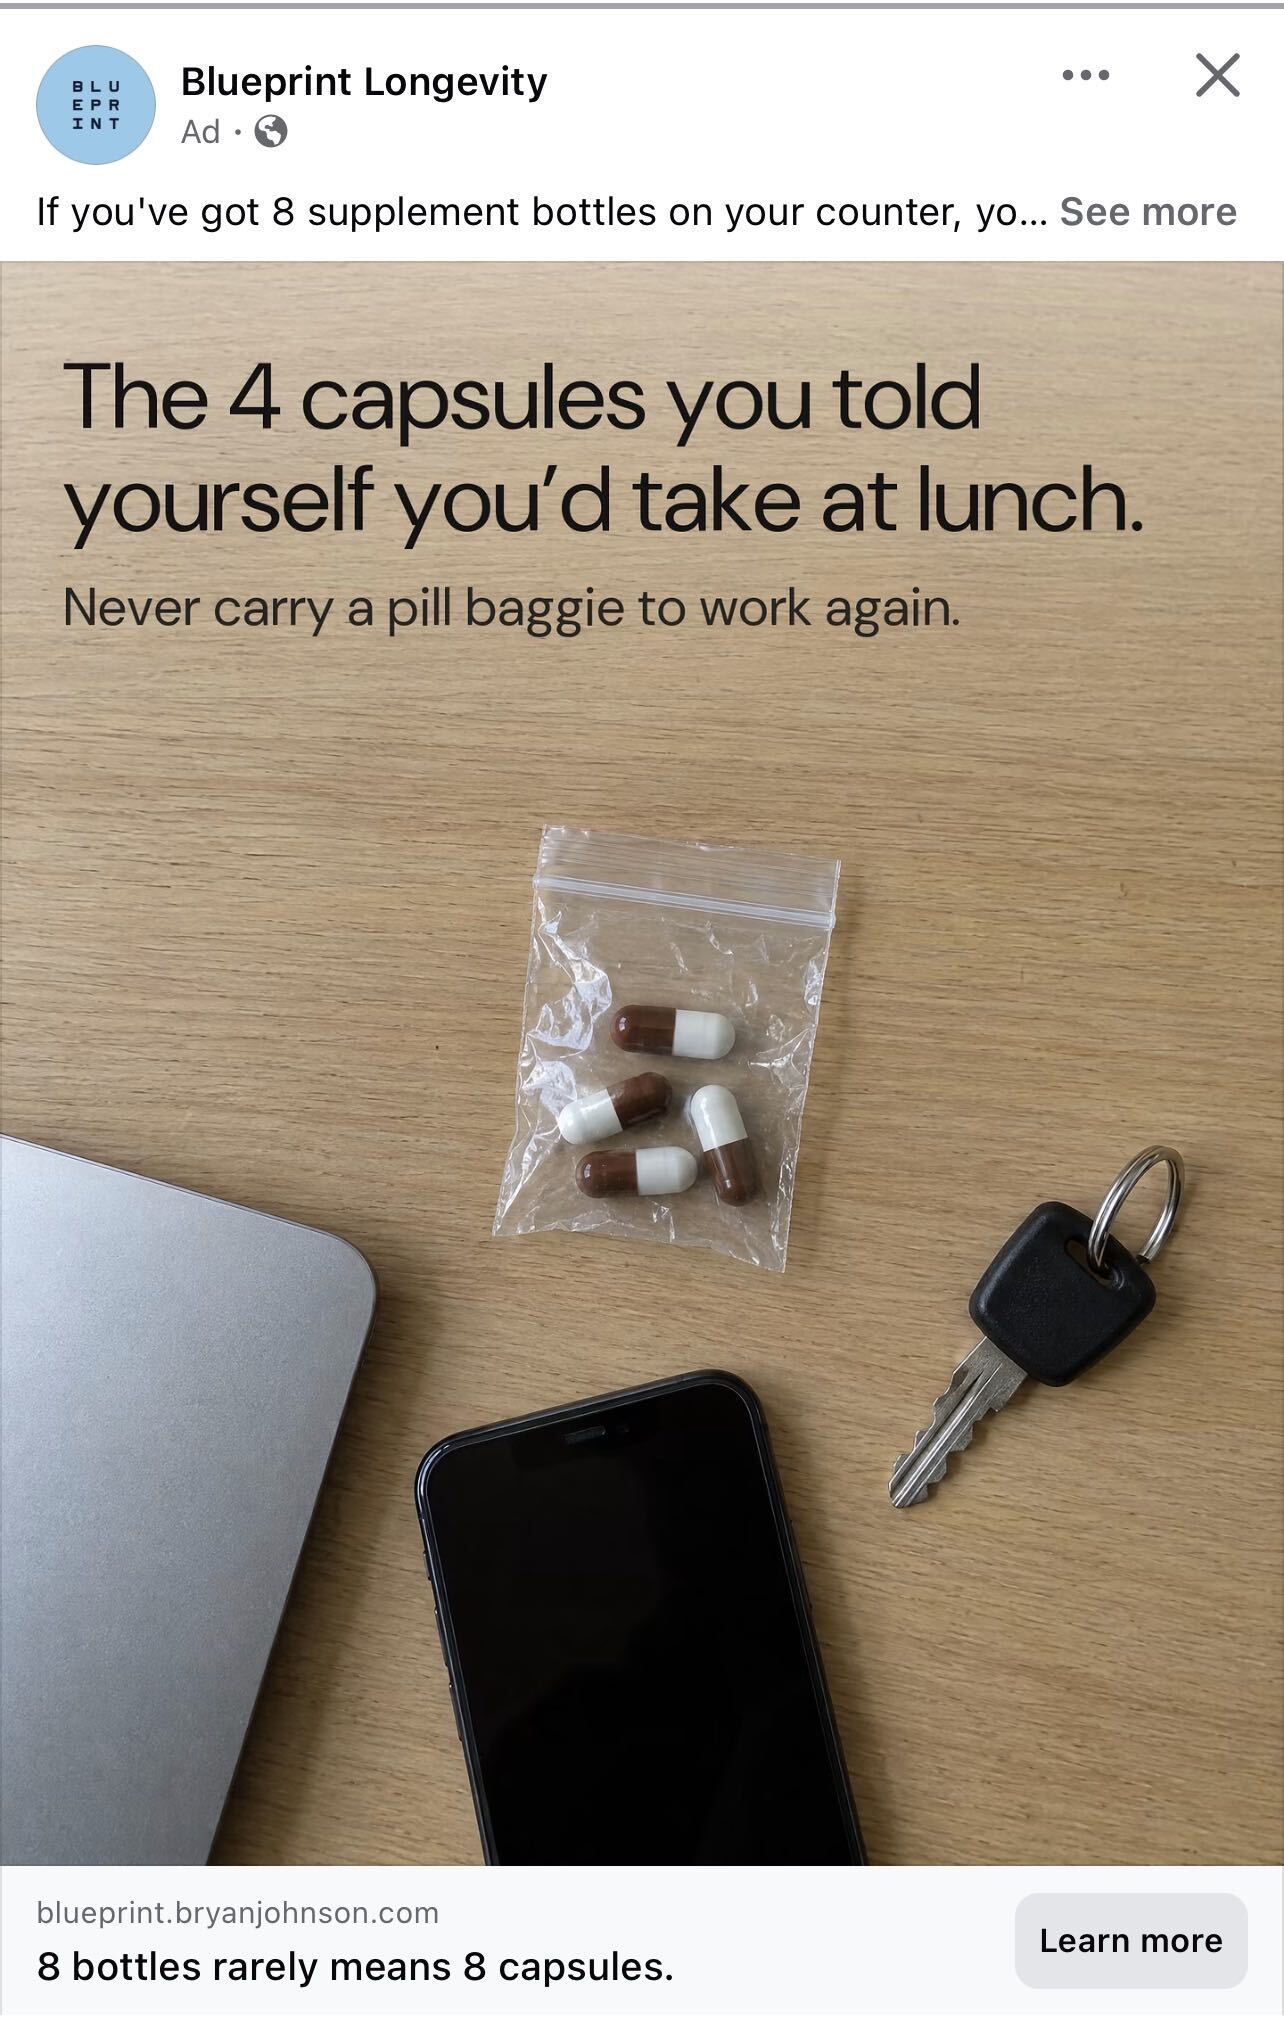 BLU
EPR
INT
Blueprint Longevity
Ad ·
If you've got 8 supplement bottles on your counter, yo... See more
The 4 capsules you told
yourself you’d take at lunch.
Never carry a pill baggie to work again.
blueprint.bryanjohnson.com
8 bottles rarely means 8 capsules.
Learn more